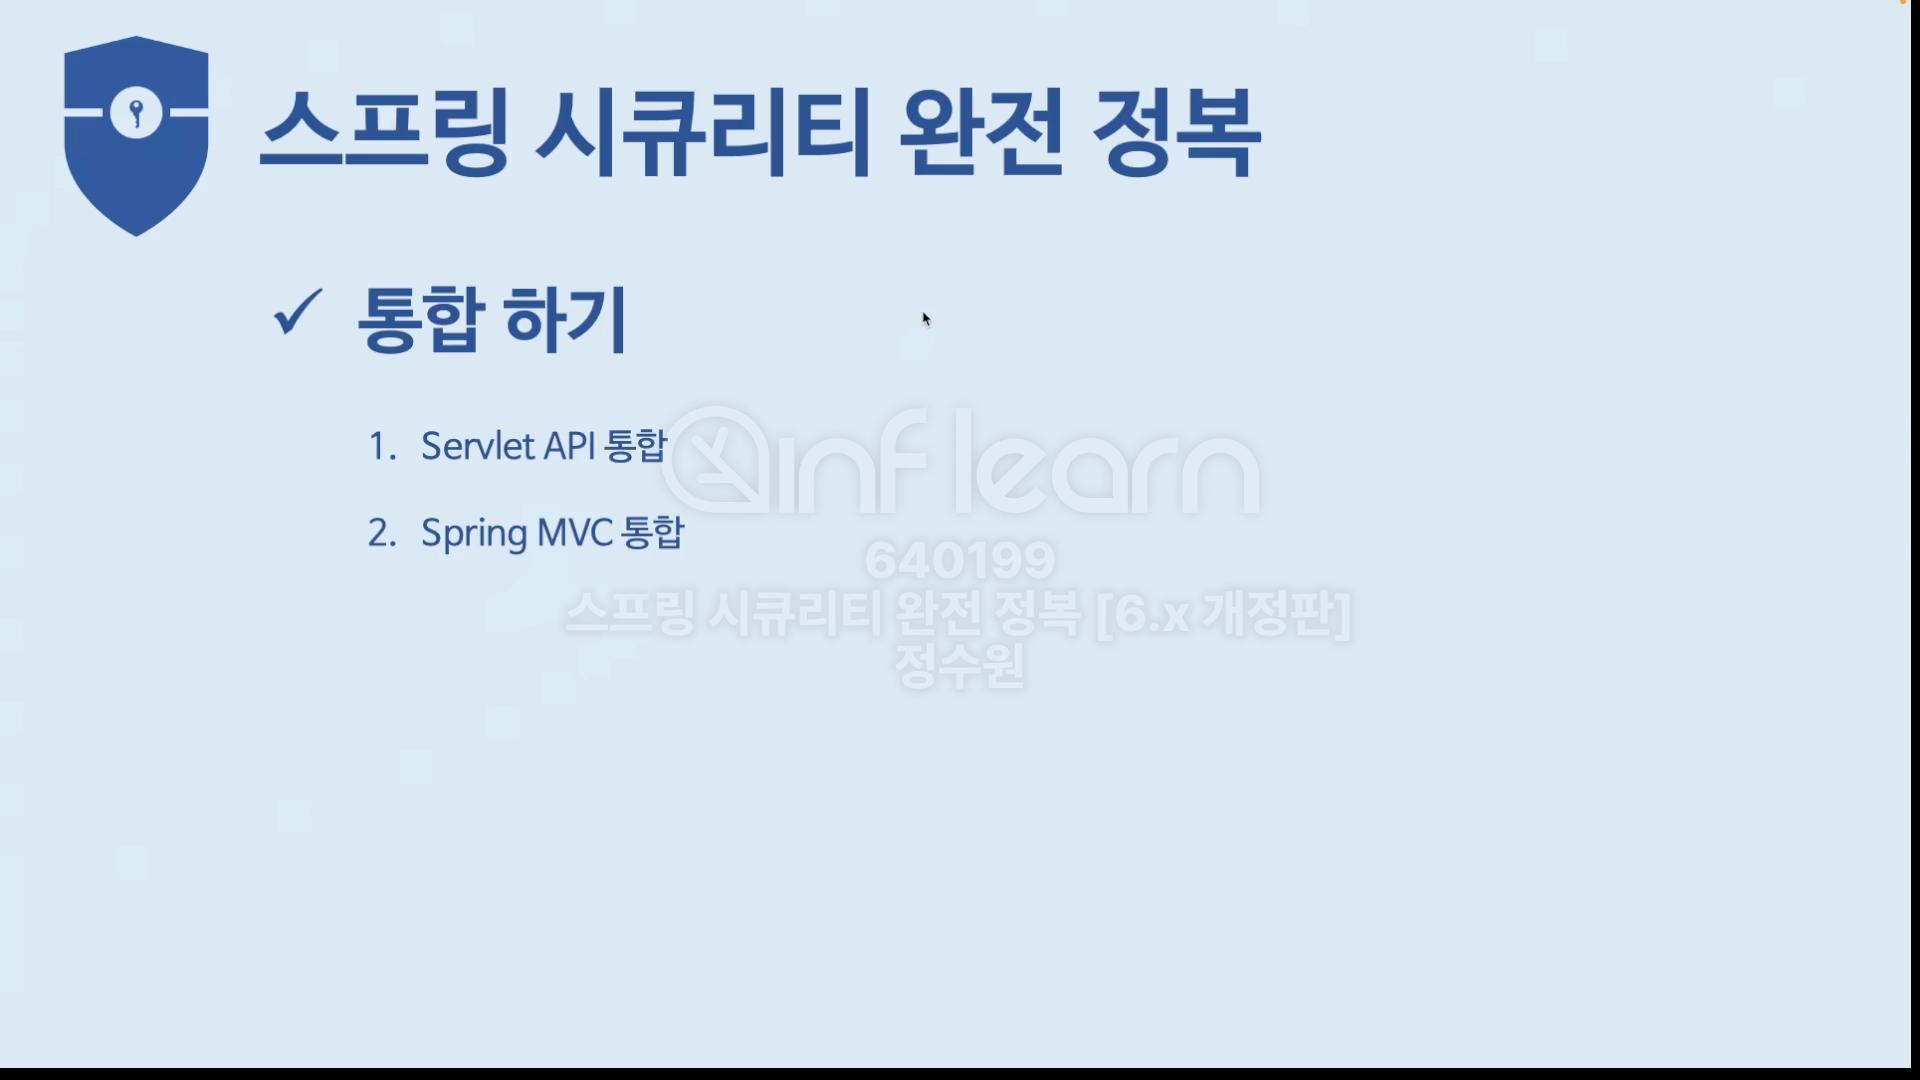 스프링 시큐리티 완전 정복
✓ 통합 하기
1. Servlet API 통합
2. Spring MVC 통합
inflearn
640199
스프링 시큐리티 완전 정복 [6.x 개정판]
정수원